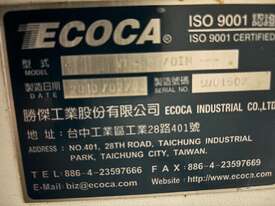 ECOCA ISO 9001 認證
ISO 9001 CERTIFIED
型式
MODEL
製造日期
DATE
製造號碼
SERIAL NO.
勝傑工業股份有限公司 ECOCA INDUSTRIAL CO.,LTD
地址：台中工業區工業28路401號
ADDRESS：NO.401, 28TH ROAD, TAICHUNG INDUSTRIAL
PARK, TAICHUNG CITY, TAIWAN.
TEL：886-4-23597666 FAX：886-4-23597669
E-Mail:biz@ecoca.com Website：http://www.ecoca.com